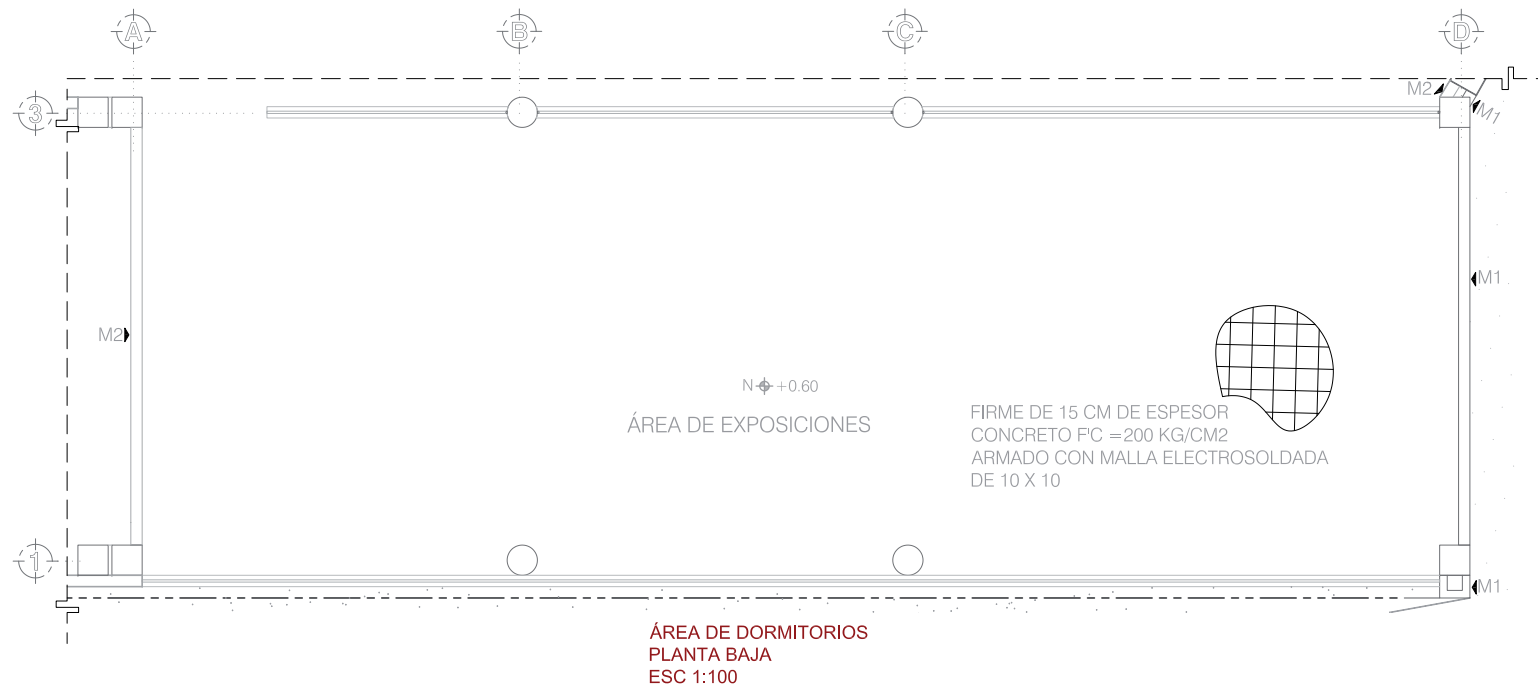 A
B
C
D
3
M2
M1
M1
M2
N +0.60
ÁREA DE EXPOSICIONES
FIRME DE 15 CM DE ESPESOR
CONCRETO F'C =200 KG/CM2
ARMADO CON MALLA ELECTROSOLDADA
DE 10 X 10
1
M1
ÁREA DE DORMITORIOS
PLANTA BAJA
ESC 1:100